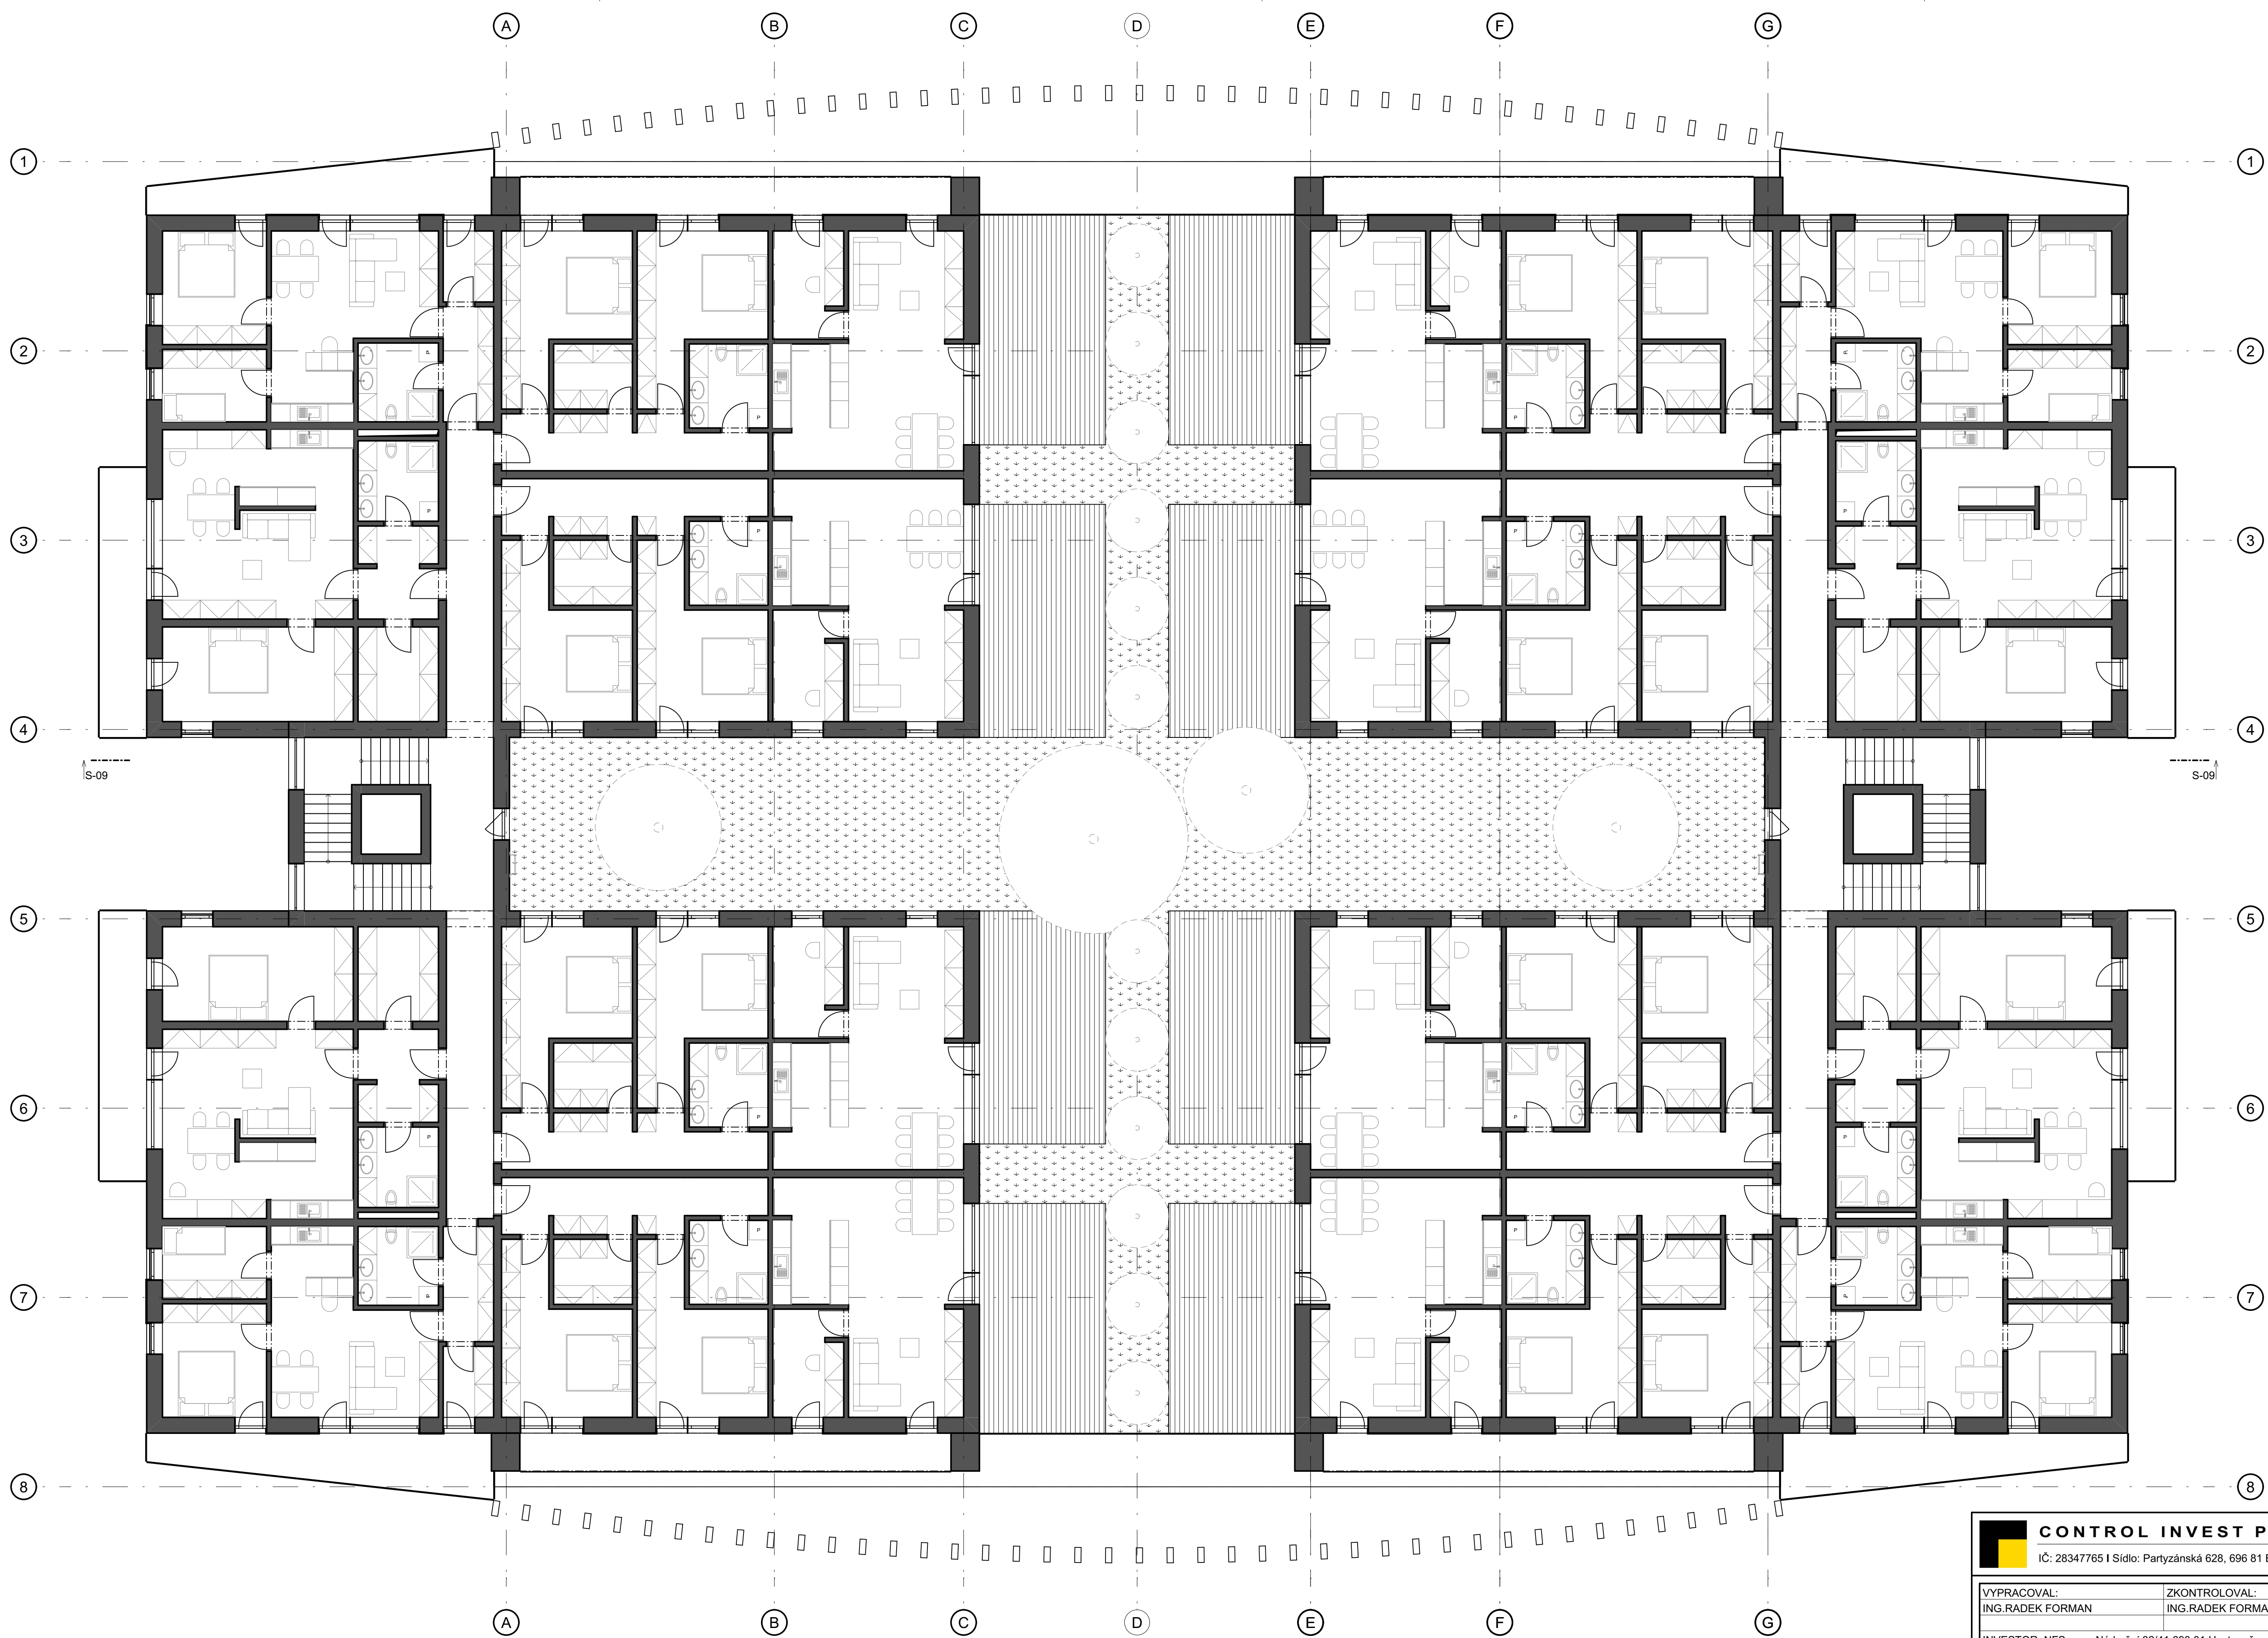 A B C D E F G
1 1
2 2
3 3
4 4
S-09 S-09
5 5
6 6
7 7
8 8
A B C D E F G
P P P P P R
P P P P P P
P P P P P P
P P P P P P
CONTROL INVEST P
IČ: 28347765 I Sídlo: Partyzánská 628, 696 81
VYPRACOVAL: ZKONTROLOVAL:
ING.RADEK FORMAN ING.RADEK FORMA